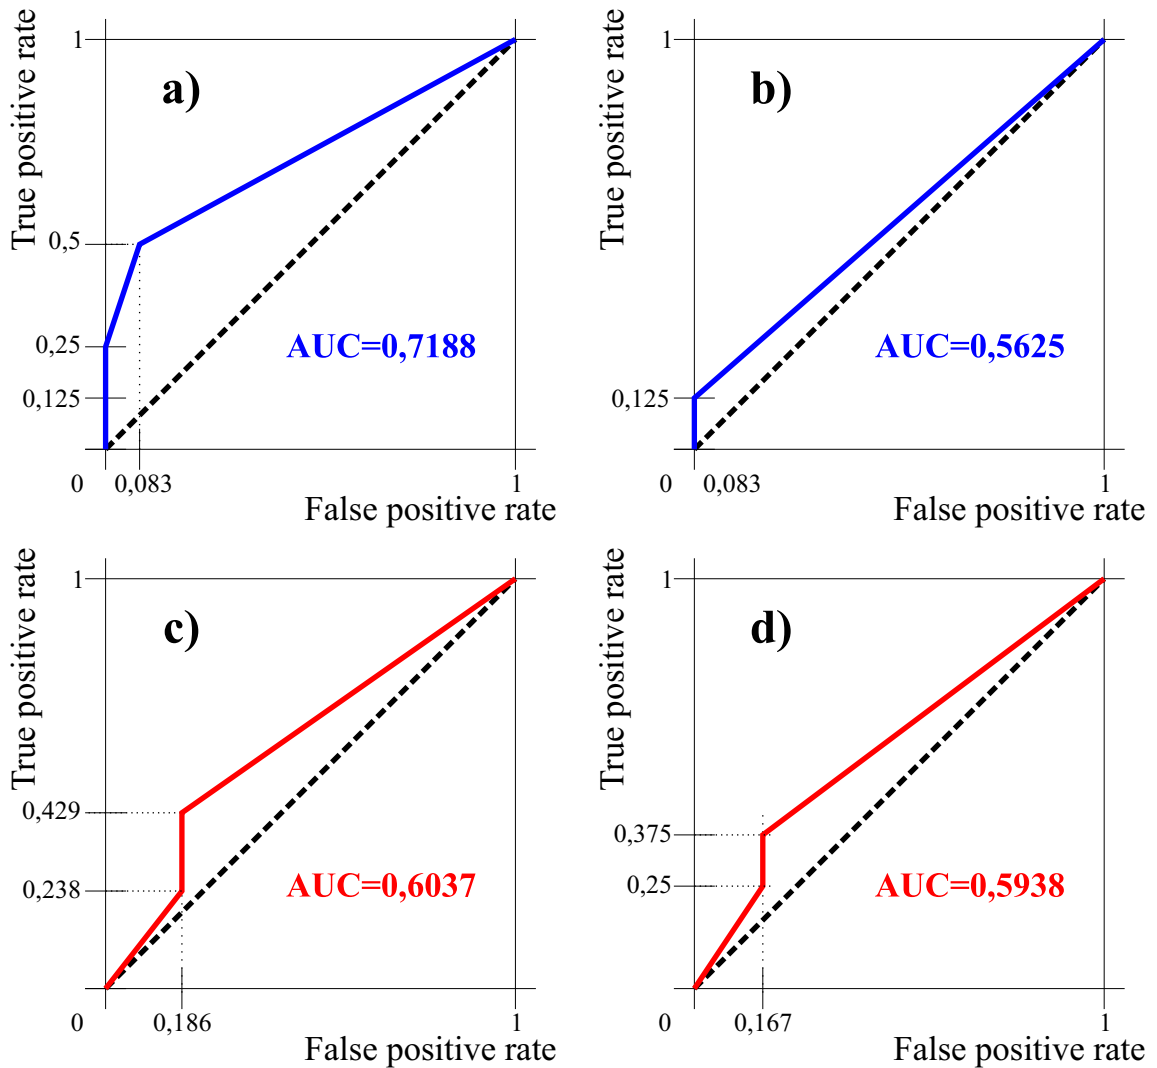 True positive rate
1
a)
0,5
0,25
0,125
AUC=0,7188
0
0,083
1
False positive rate
True positive rate
1
b)
0,125
AUC=0,5625
0
0,083
1
False positive rate
True positive rate
1
c)
0,429
0,238
AUC=0,6037
0
0,186
1
False positive rate
True positive rate
1
d)
0,375
0,25
AUC=0,5938
0
0,167
1
False positive rate